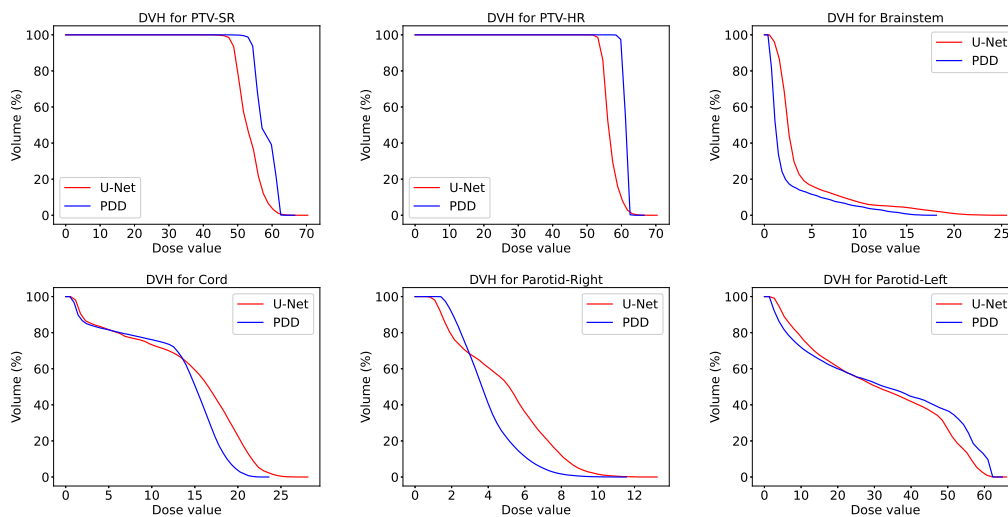 DVH for PTV-SR
100
80
60
40
20
0
Volume (%)
U-Net
PDD
0 10 20 30 40 50 60 70
Dose value
DVH for PTV-HR
100
80
60
40
20
0
Volume (%)
U-Net
PDD
0 10 20 30 40 50 60 70
Dose value
DVH for Brainstem
100
80
60
40
20
0
Volume (%)
U-Net
PDD
0 5 10 15 20 25
Dose value
DVH for Cord
100
80
60
40
20
0
Volume (%)
U-Net
PDD
0 5 10 15 20 25
Dose value
DVH for Parotid-Right
100
80
60
40
20
0
Volume (%)
U-Net
PDD
0 2 4 6 8 10 12
Dose value
DVH for Parotid-Left
100
80
60
40
20
0
Volume (%)
U-Net
PDD
0 10 20 30 40 50 60
Dose value